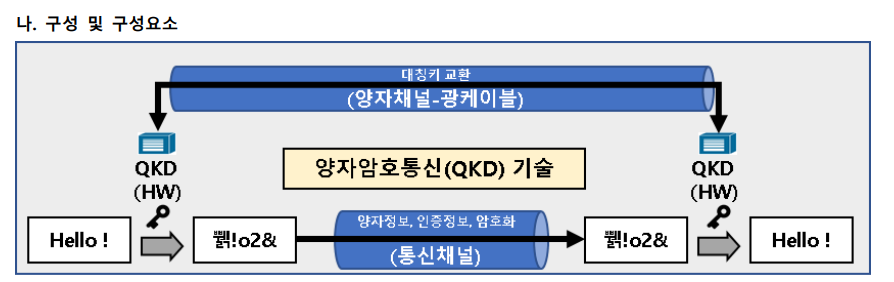 나. 구성 및 구성요소
대칭키 교환
(양자채널-광케이블)
QKD
(HW)
양자암호통신(QKD) 기술
QKD
(HW)
Hello !
뷁!o2&
양자정보, 인증정보, 암호화
(통신채널)
뷁!o2&
Hello !